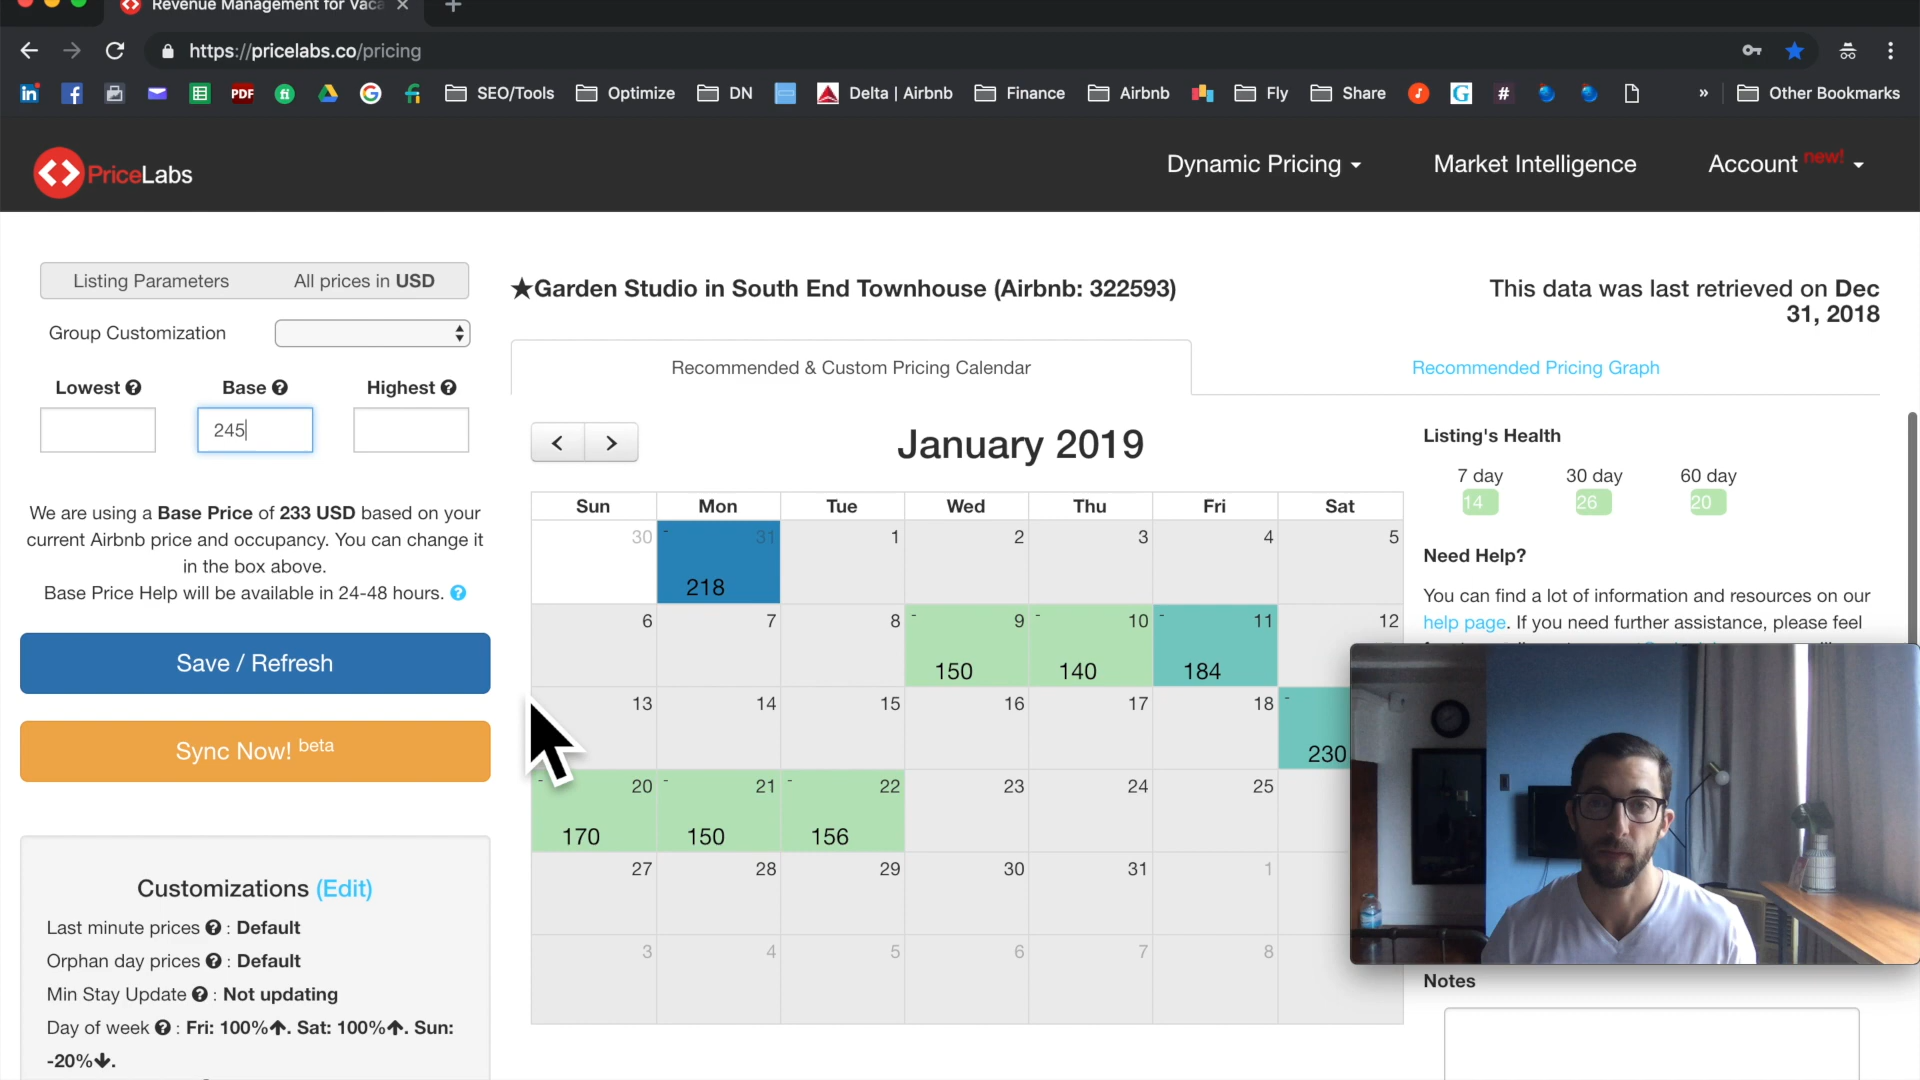 Revenue Management for Vaca
https://pricelabs.co/pricing
SEO/Tools
Optimize
DN
Delta | Airbnb
Finance
Airbnb
Fly
Share
»
Other Bookmarks
PriceLabs
Dynamic Pricing
Market Intelligence
Account new!
Listing Parameters All prices in USD
Group Customization
Lowest
Base
Highest
245
We are using a Base Price of 233 USD based on your
current Airbnb price and occupancy. You can change it
in the box above.
Base Price Help will be available in 24-48 hours.
Save / Refresh
Sync Now! beta
Customizations (Edit)
Last minute prices : Default
Orphan day prices : Default
Min Stay Update : Not updating
Day of week : Fri: 100%↑. Sat: 100%↑. Sun:
-20%↓.
★Garden Studio in South End Townhouse (Airbnb: 322593)
This data was last retrieved on Dec
31, 2018
Recommended & Custom Pricing Calendar
Recommended Pricing Graph
January 2019
Sun Mon Tue Wed Thu Fri Sat
30 31 1 2 3 4 5
218
6 7 8 9 10 11 12
150 140 184
13 14 15 16 17 18
230
20 21 22 23 24 25
170 150 156
27 28 29 30 31 1
3 4 5 6 7 8
Listing's Health
7 day 30 day 60 day
14 26 20
Need Help?
You can find a lot of information and resources on our
help page. If you need further assistance, please feel
Notes